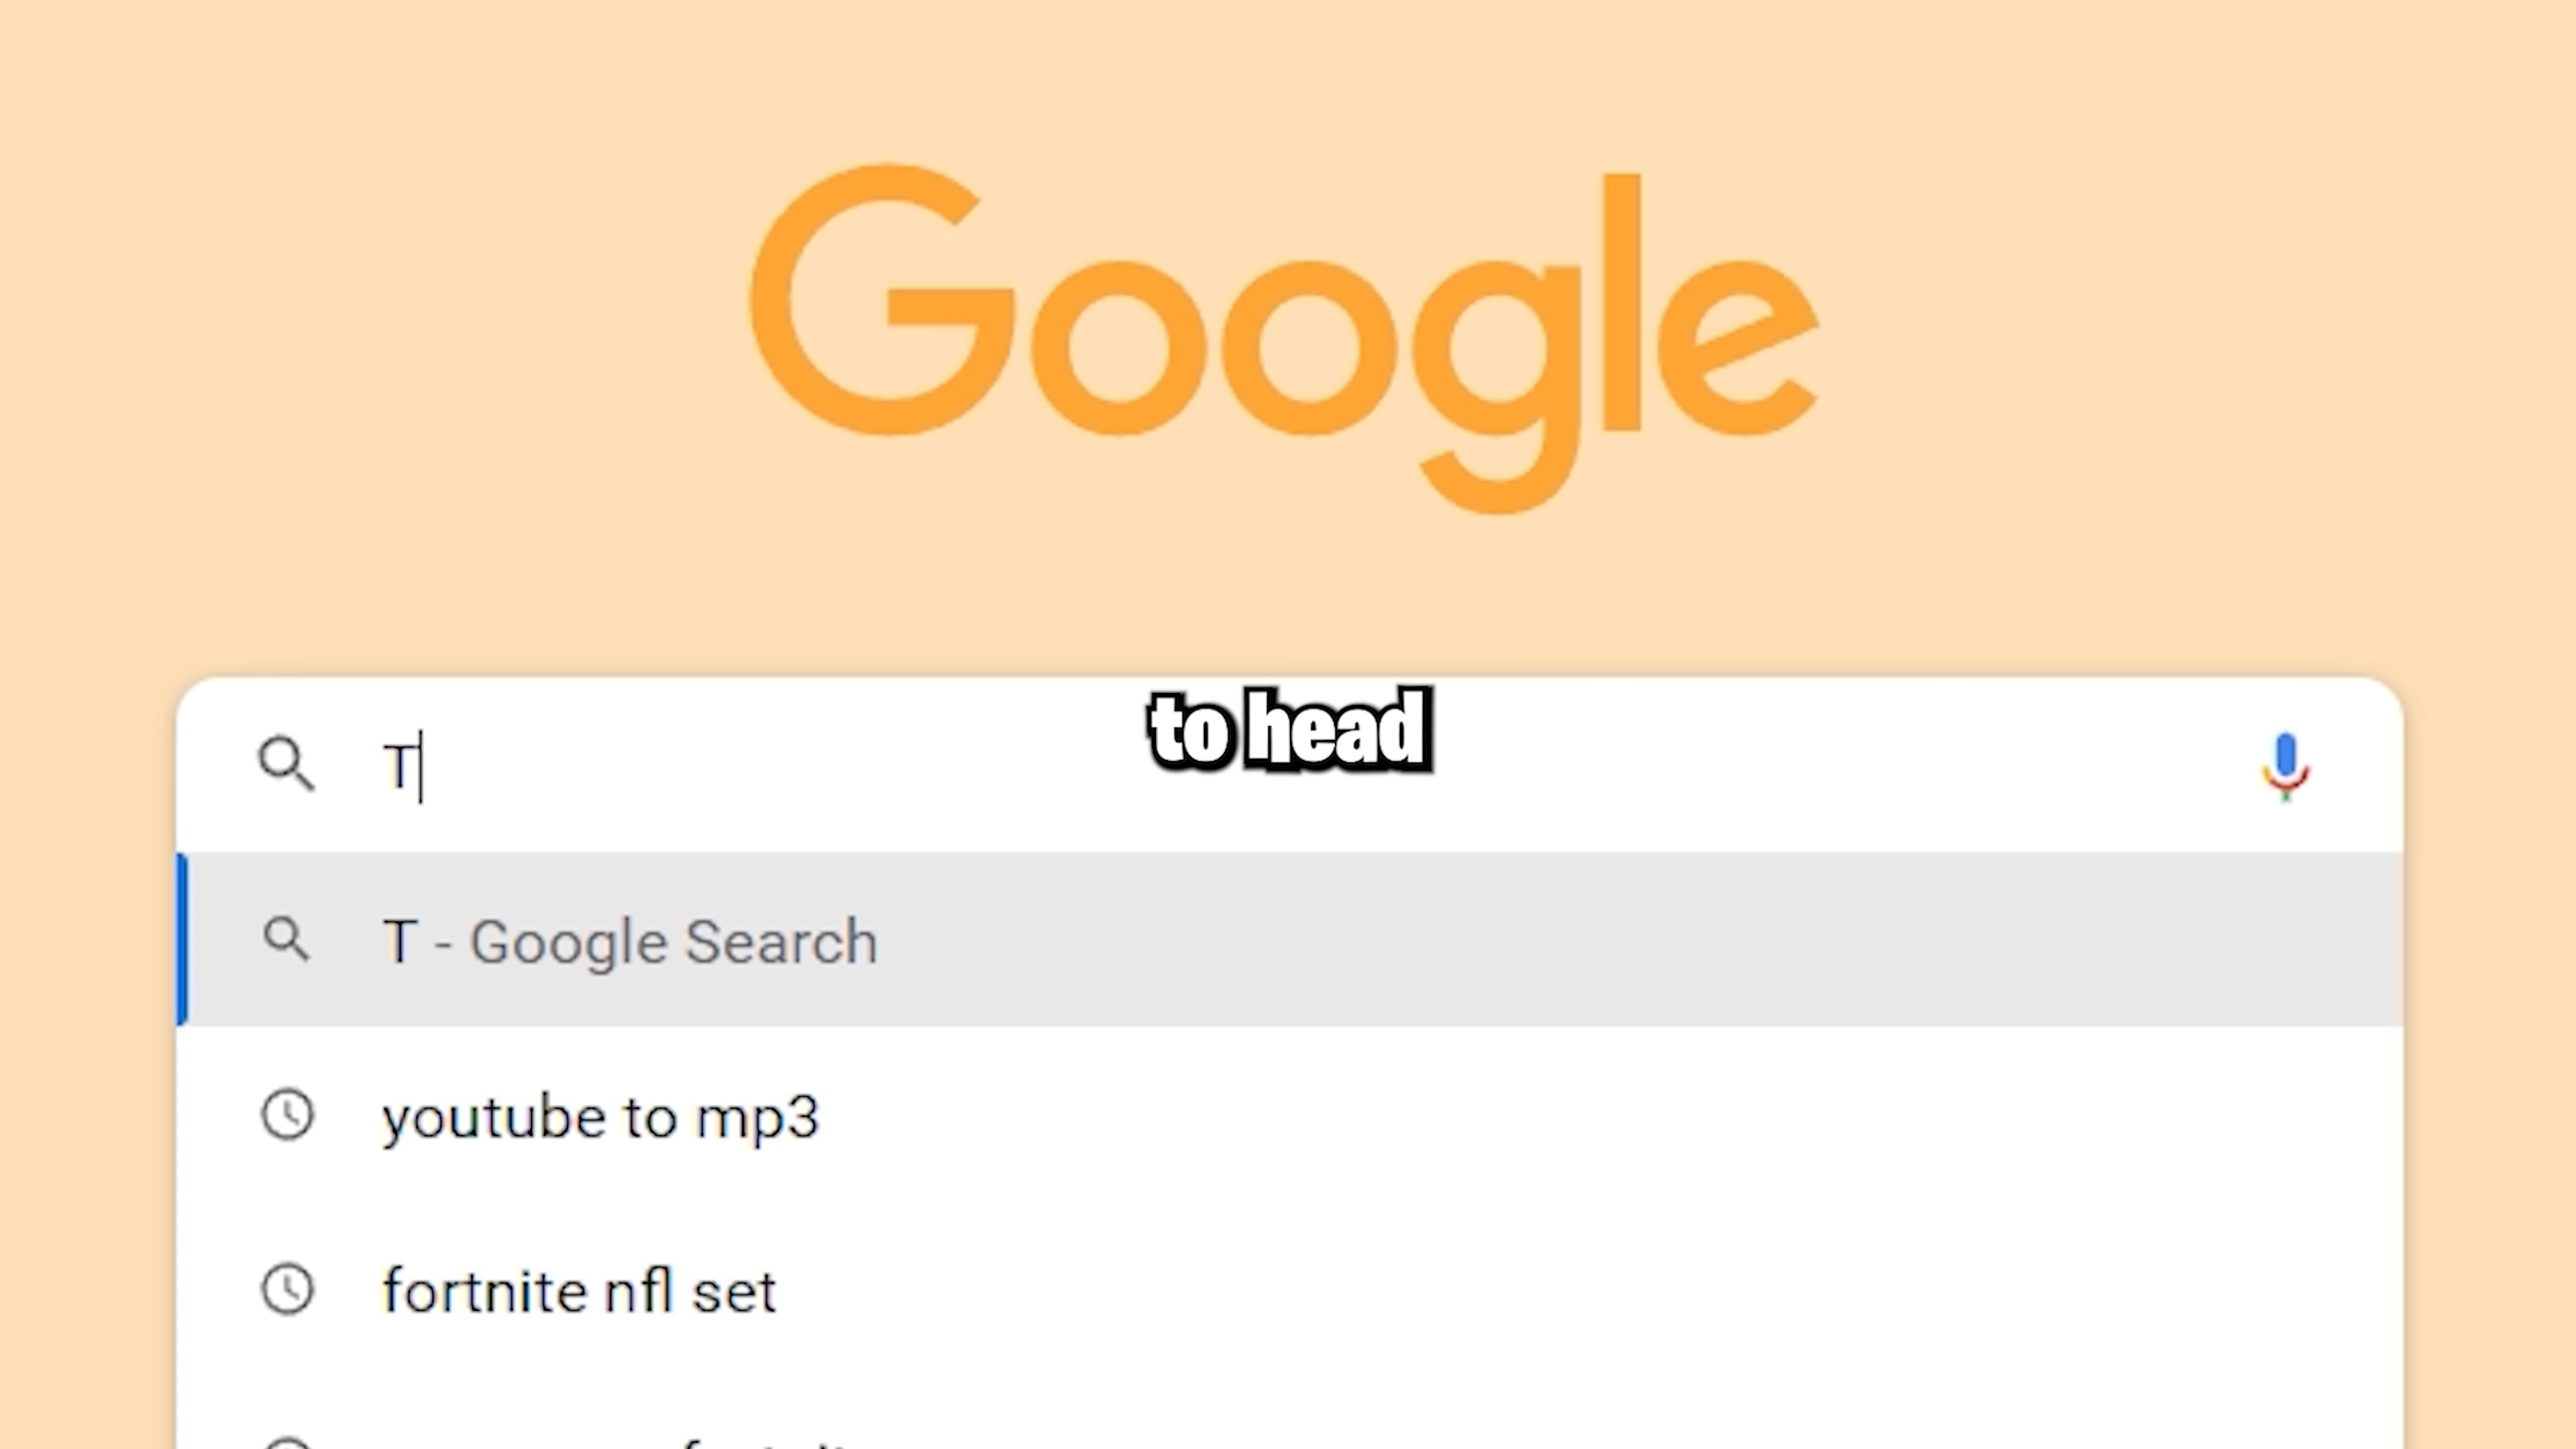 Google
to head
T
T - Google Search
youtube to mp3
fortnite nfl set